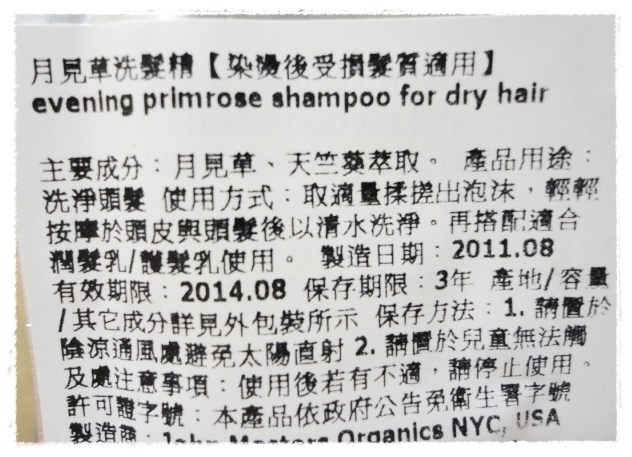 月見草洗髮精【染燙後受損髮質適用】
evening primrose shampoo for dry hair
主要成分：月見草、天竺葵萃取。 產品用途：
洗淨頭髮 使用方式：取適量揉搓出泡沫，輕輕
按摩於頭皮與頭髮後以清水洗淨。再搭配適合
潤髮乳/護髮乳使用。 製造日期：2011.08
有效期限：2014.08 保存期限：3年 產地/容量
/其它成分詳見外包裝所示 保存方法：1. 請置於
陰涼通風處避免太陽直射 2. 請置於兒童無法觸
及處注意事項：使用後若有不適，請停止使用。
許可證字號：本產品依政府公告免衛生署字號
製造商：John Masters Organics NYC, USA